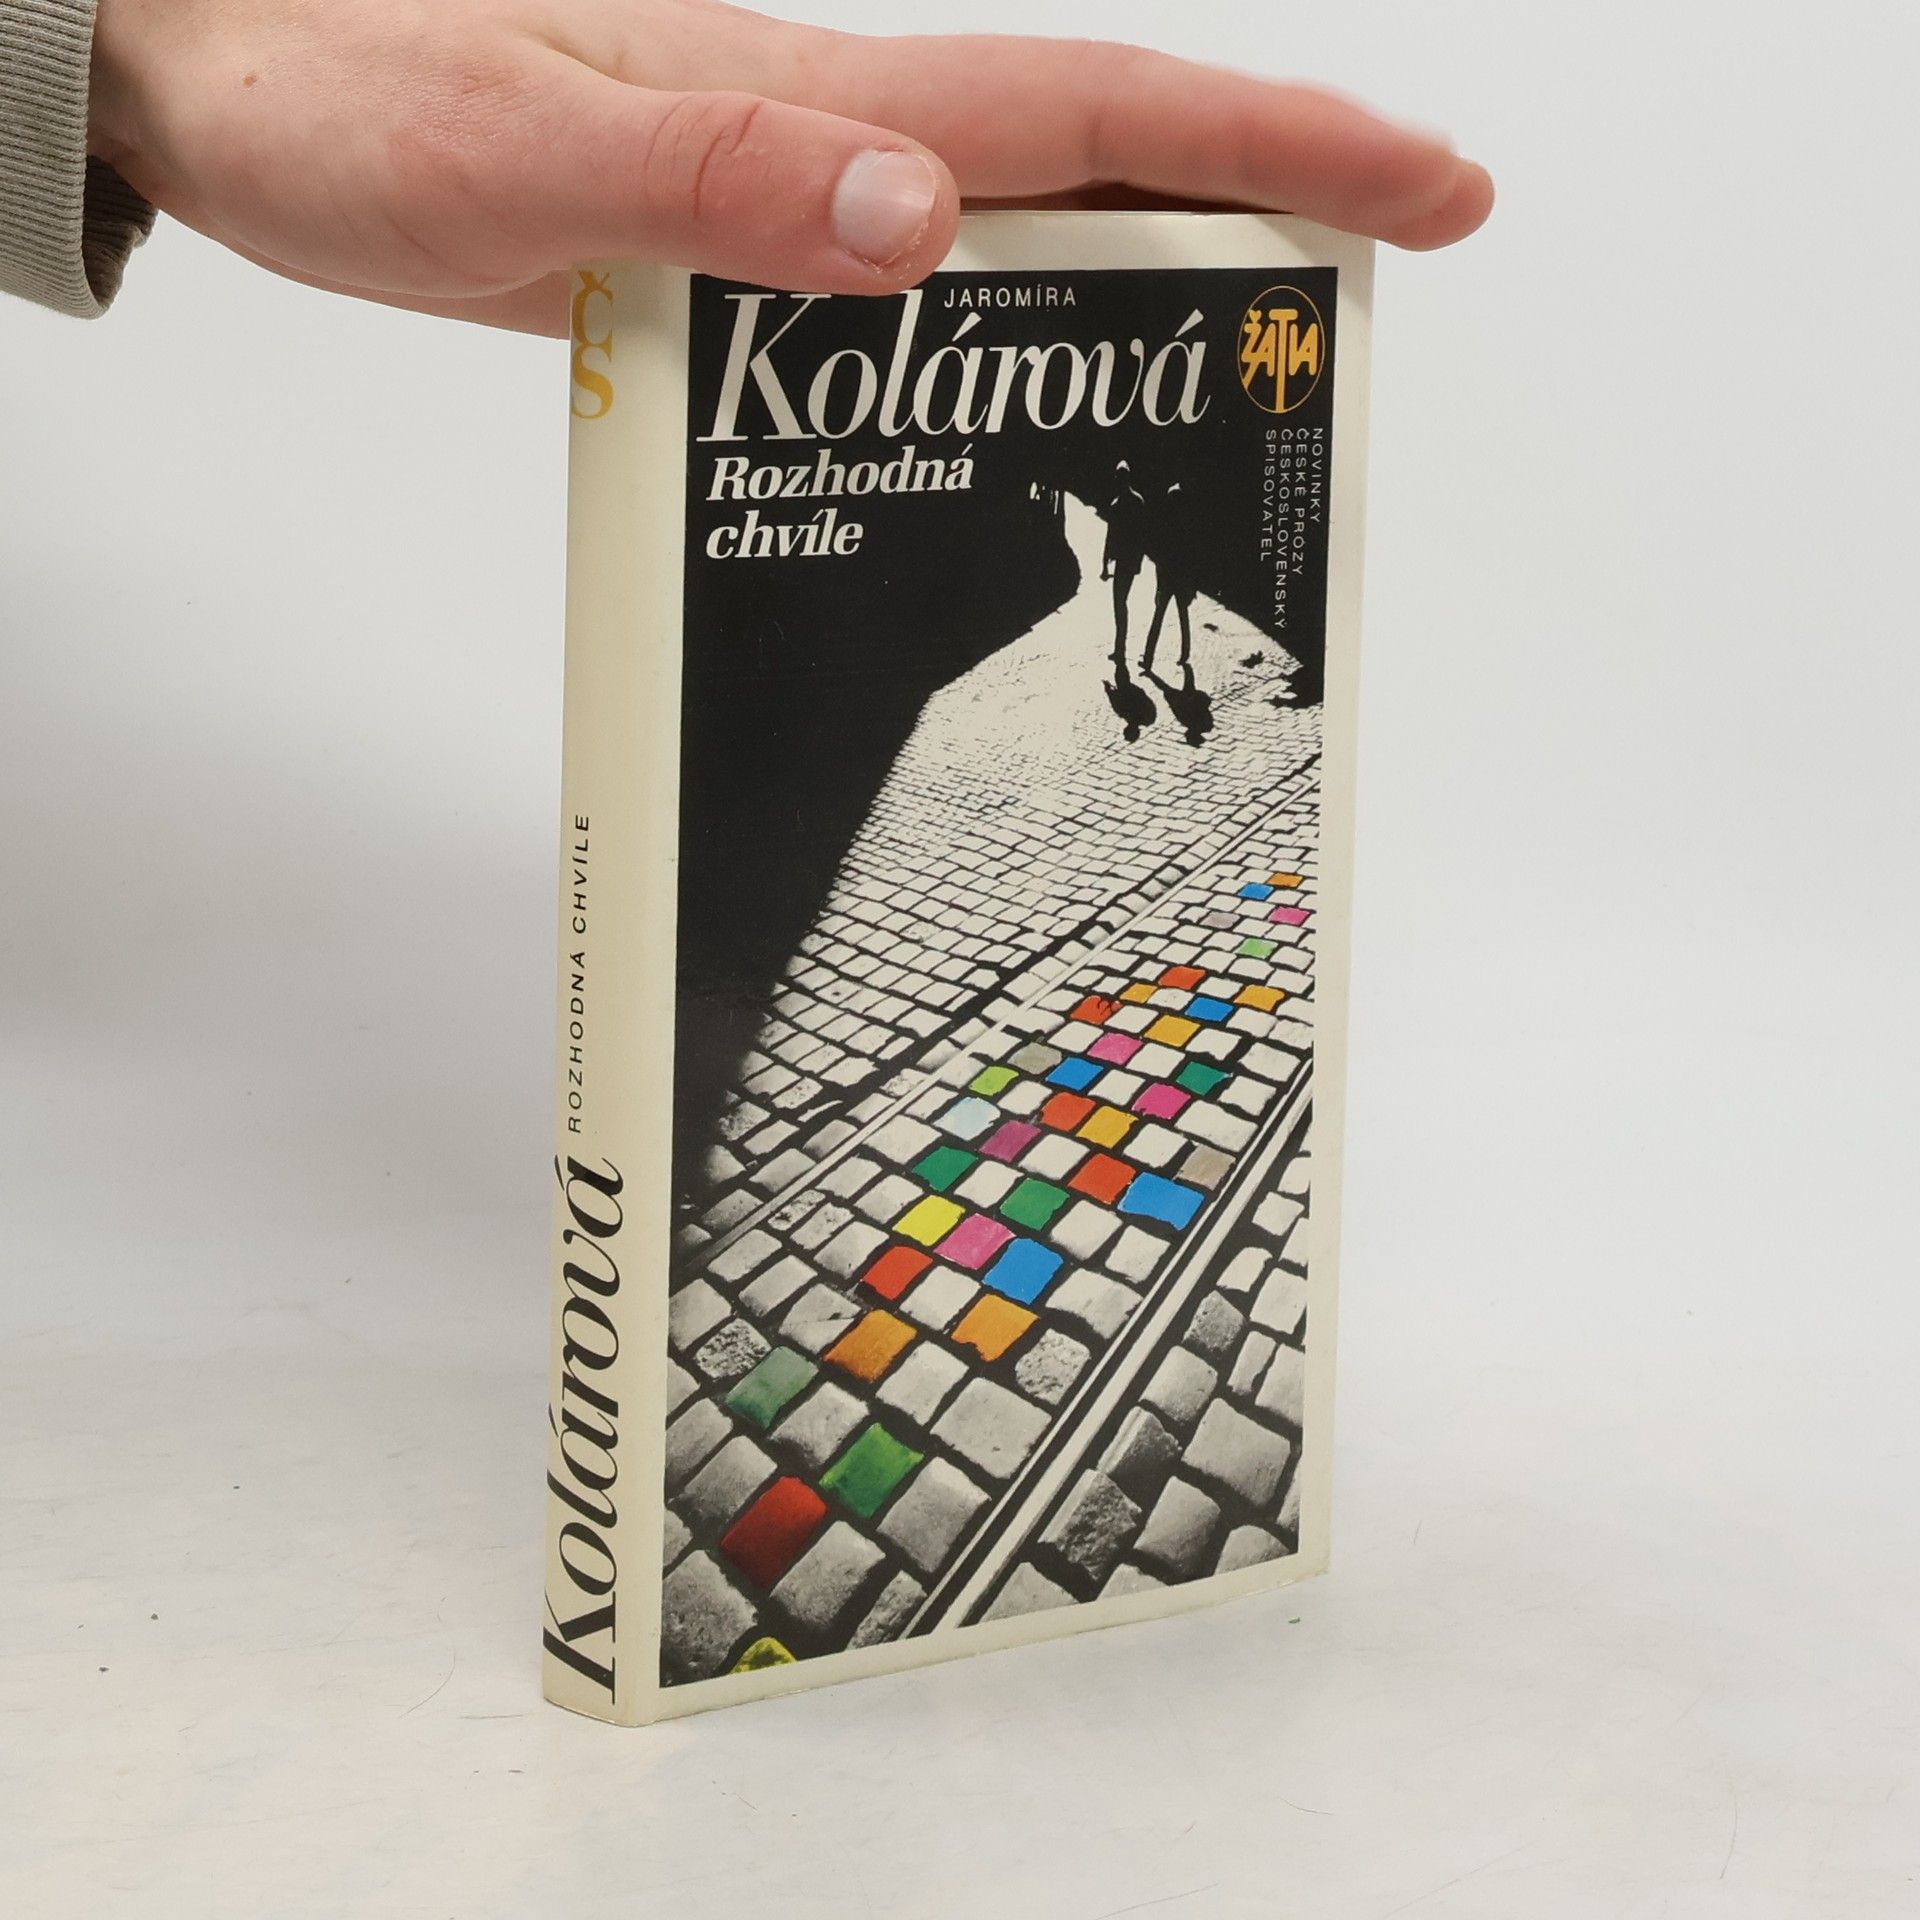 JAROMÍRA
Kolárová
Rozhodná
chvíle
ŽATVA
NOVINKY
ČESKÉ PRÓZY
ČESKOSLOVENSKÝ
SPISOVATEL
ČS
Kolárová ROZHODNÁ CHVÍLE